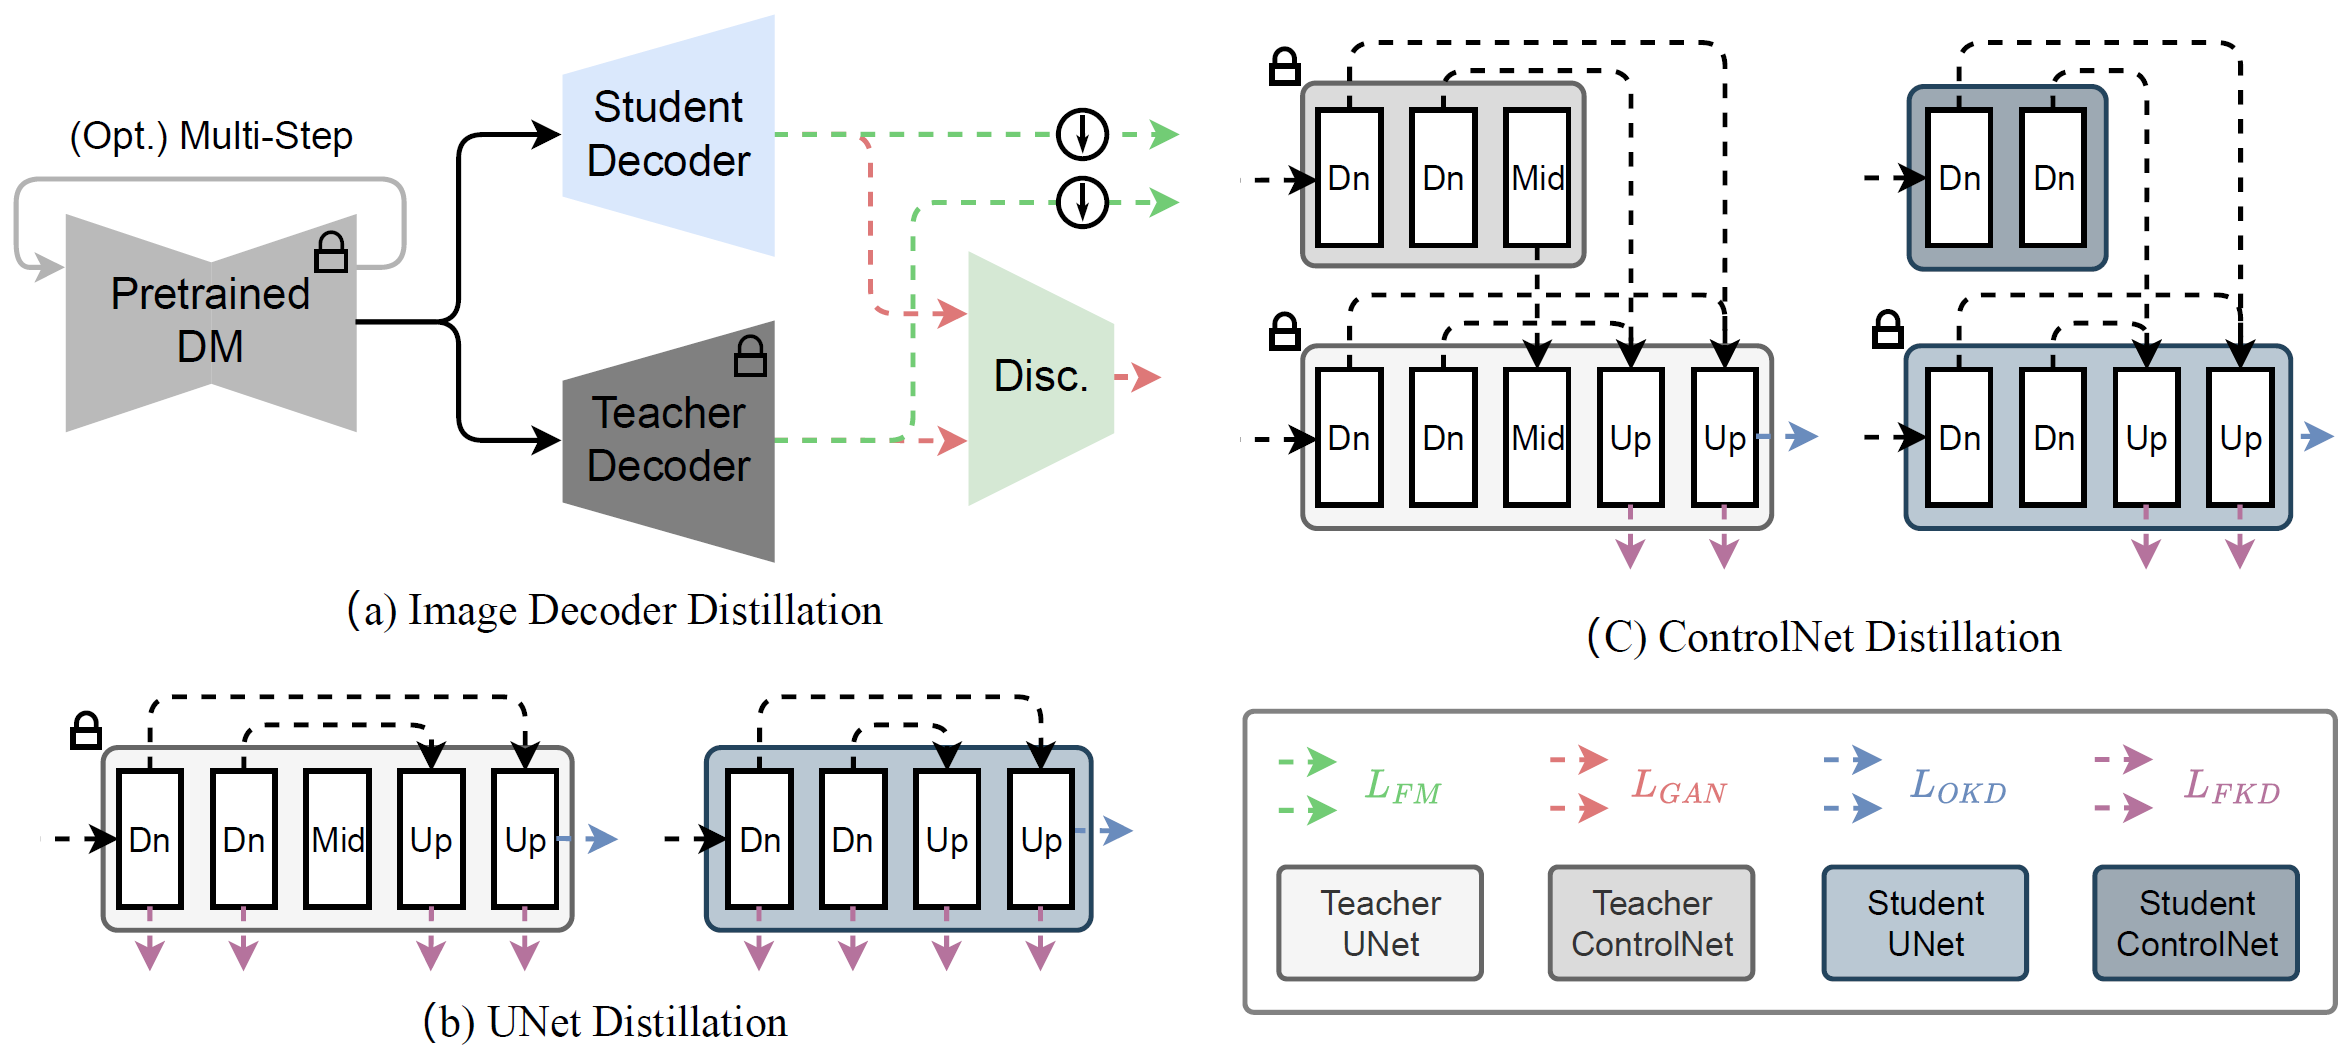 (Opt.) Multi-Step
Pretrained
DM
Student
Decoder
Teacher
Decoder
Disc.
(a) Image Decoder Distillation
Dn Dn Mid
Dn Dn Mid Up Up
Dn Dn
Dn Dn Up Up
(C) ControlNet Distillation
Dn Dn Mid Up Up
Dn Dn Up Up
(b) UNet Distillation
L_{FM} L_{GAN} L_{OKD} L_{FKD}
Teacher
UNet
Teacher
ControlNet
Student
UNet
Student
ControlNet